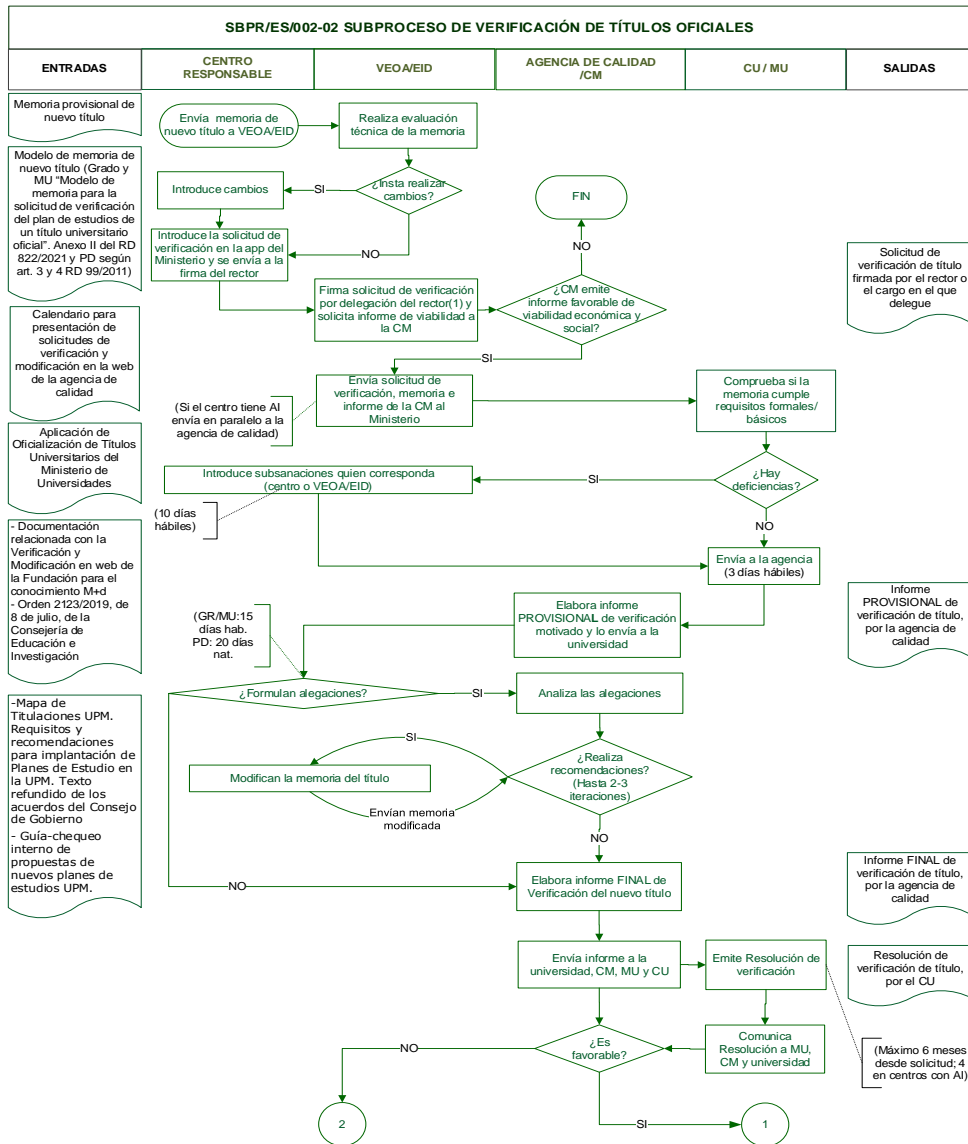 SBPR/ES/002-02 SUBPROCESO DE VERIFICACIÓN DE TÍTULOS OFICIALES
ENTRADAS
CENTRO
RESPONSABLE
VEOA/EID
AGENCIA DE CALIDAD
/CM
CU / MU
SALIDAS
Memoria provisional de
nuevo título
Envía memoria de
nuevo título a VEOA/EID
Realiza evaluación
técnica de la memoria
Modelo de memoria de
nuevo título (Grado y
MU "Modelo de
memoria para la
solicitud de verificación
del plan de estudios de
un título universitario
oficial". Anexo II del RD
822/2021 y PD según
art. 3 y 4 RD 99/2011)
Introduce cambios
SI
¿Insta realizar
cambios?
FIN
Introduce la solicitud de
verificación en la app del
Ministerio y se envía a la
firma del rector
NO
NO
Solicitud de
verificación de título
firmada por el rector o
el cargo en el que
delegue
Firma solicitud de verificación
por delegación del rector(1) y
solicita informe de viabilidad a
la CM
¿CM emite
informe favorable de
viabilidad económica y
social?
Calendario para
presentación de
solicitudes de
verificación y
modificación en la web
de la agencia de
calidad
SI
(Si el centro tiene AI
envía en paralelo a la
agencia de calidad)
Envía solicitud de
verificación, memoria e
informe de la CM al
Ministerio
Comprueba si la
memoria cumple
requisitos formales/
básicos
Aplicación de
Oficialización de Títulos
Universitarios del
Ministerio de
Universidades
Introduce subsanaciones quien corresponda
(centro o VEOA/EID)
SI
¿Hay
deficiencias?
(10 días
hábiles)
NO
- Documentación
relacionada con la
Verificación y
Modificación en web de
la Fundación para el
conocimiento M+d
- Orden 2123/2019, de
8 de julio, de la
Consejería de
Educación e
Investigación
Envía a la agencia
(3 días hábiles)
(GR/MU:15
días hab.
PD: 20 días
nat.
Elabora informe
PROVISIONAL de verificación
motivado y lo envía a la
universidad
Informe
PROVISIONAL de
verificación de título,
por la agencia de
calidad
¿Formulan alegaciones?
SI
Analiza las alegaciones
-Mapa de
Titulaciones UPM.
Requisitos y
recomendaciones
para implantación de
Planes de Estudio en
la UPM. Texto
refundido de los
acuerdos del Consejo
de Gobierno
- Guía-chequeo
interno de
propuestas de
nuevos planes de
estudios UPM.
SI
Modifican la memoria del título
¿Realiza
recomendaciones?
(Hasta 2-3
iteraciones)
Envían memoria
modificada
NO
NO
Elabora informe FINAL de
Verificación del nuevo título
Informe FINAL de
verificación de título,
por la agencia de
calidad
Envía informe a la
universidad, CM, MU y CU
Emite Resolución de
verificación
Resolución de
verificación de título,
por el CU
NO
¿Es
favorable?
Comunica
Resolución a MU,
CM y universidad
(Máximo 6 meses
desde solicitud; 4
en centros con AI)
2
SI
1